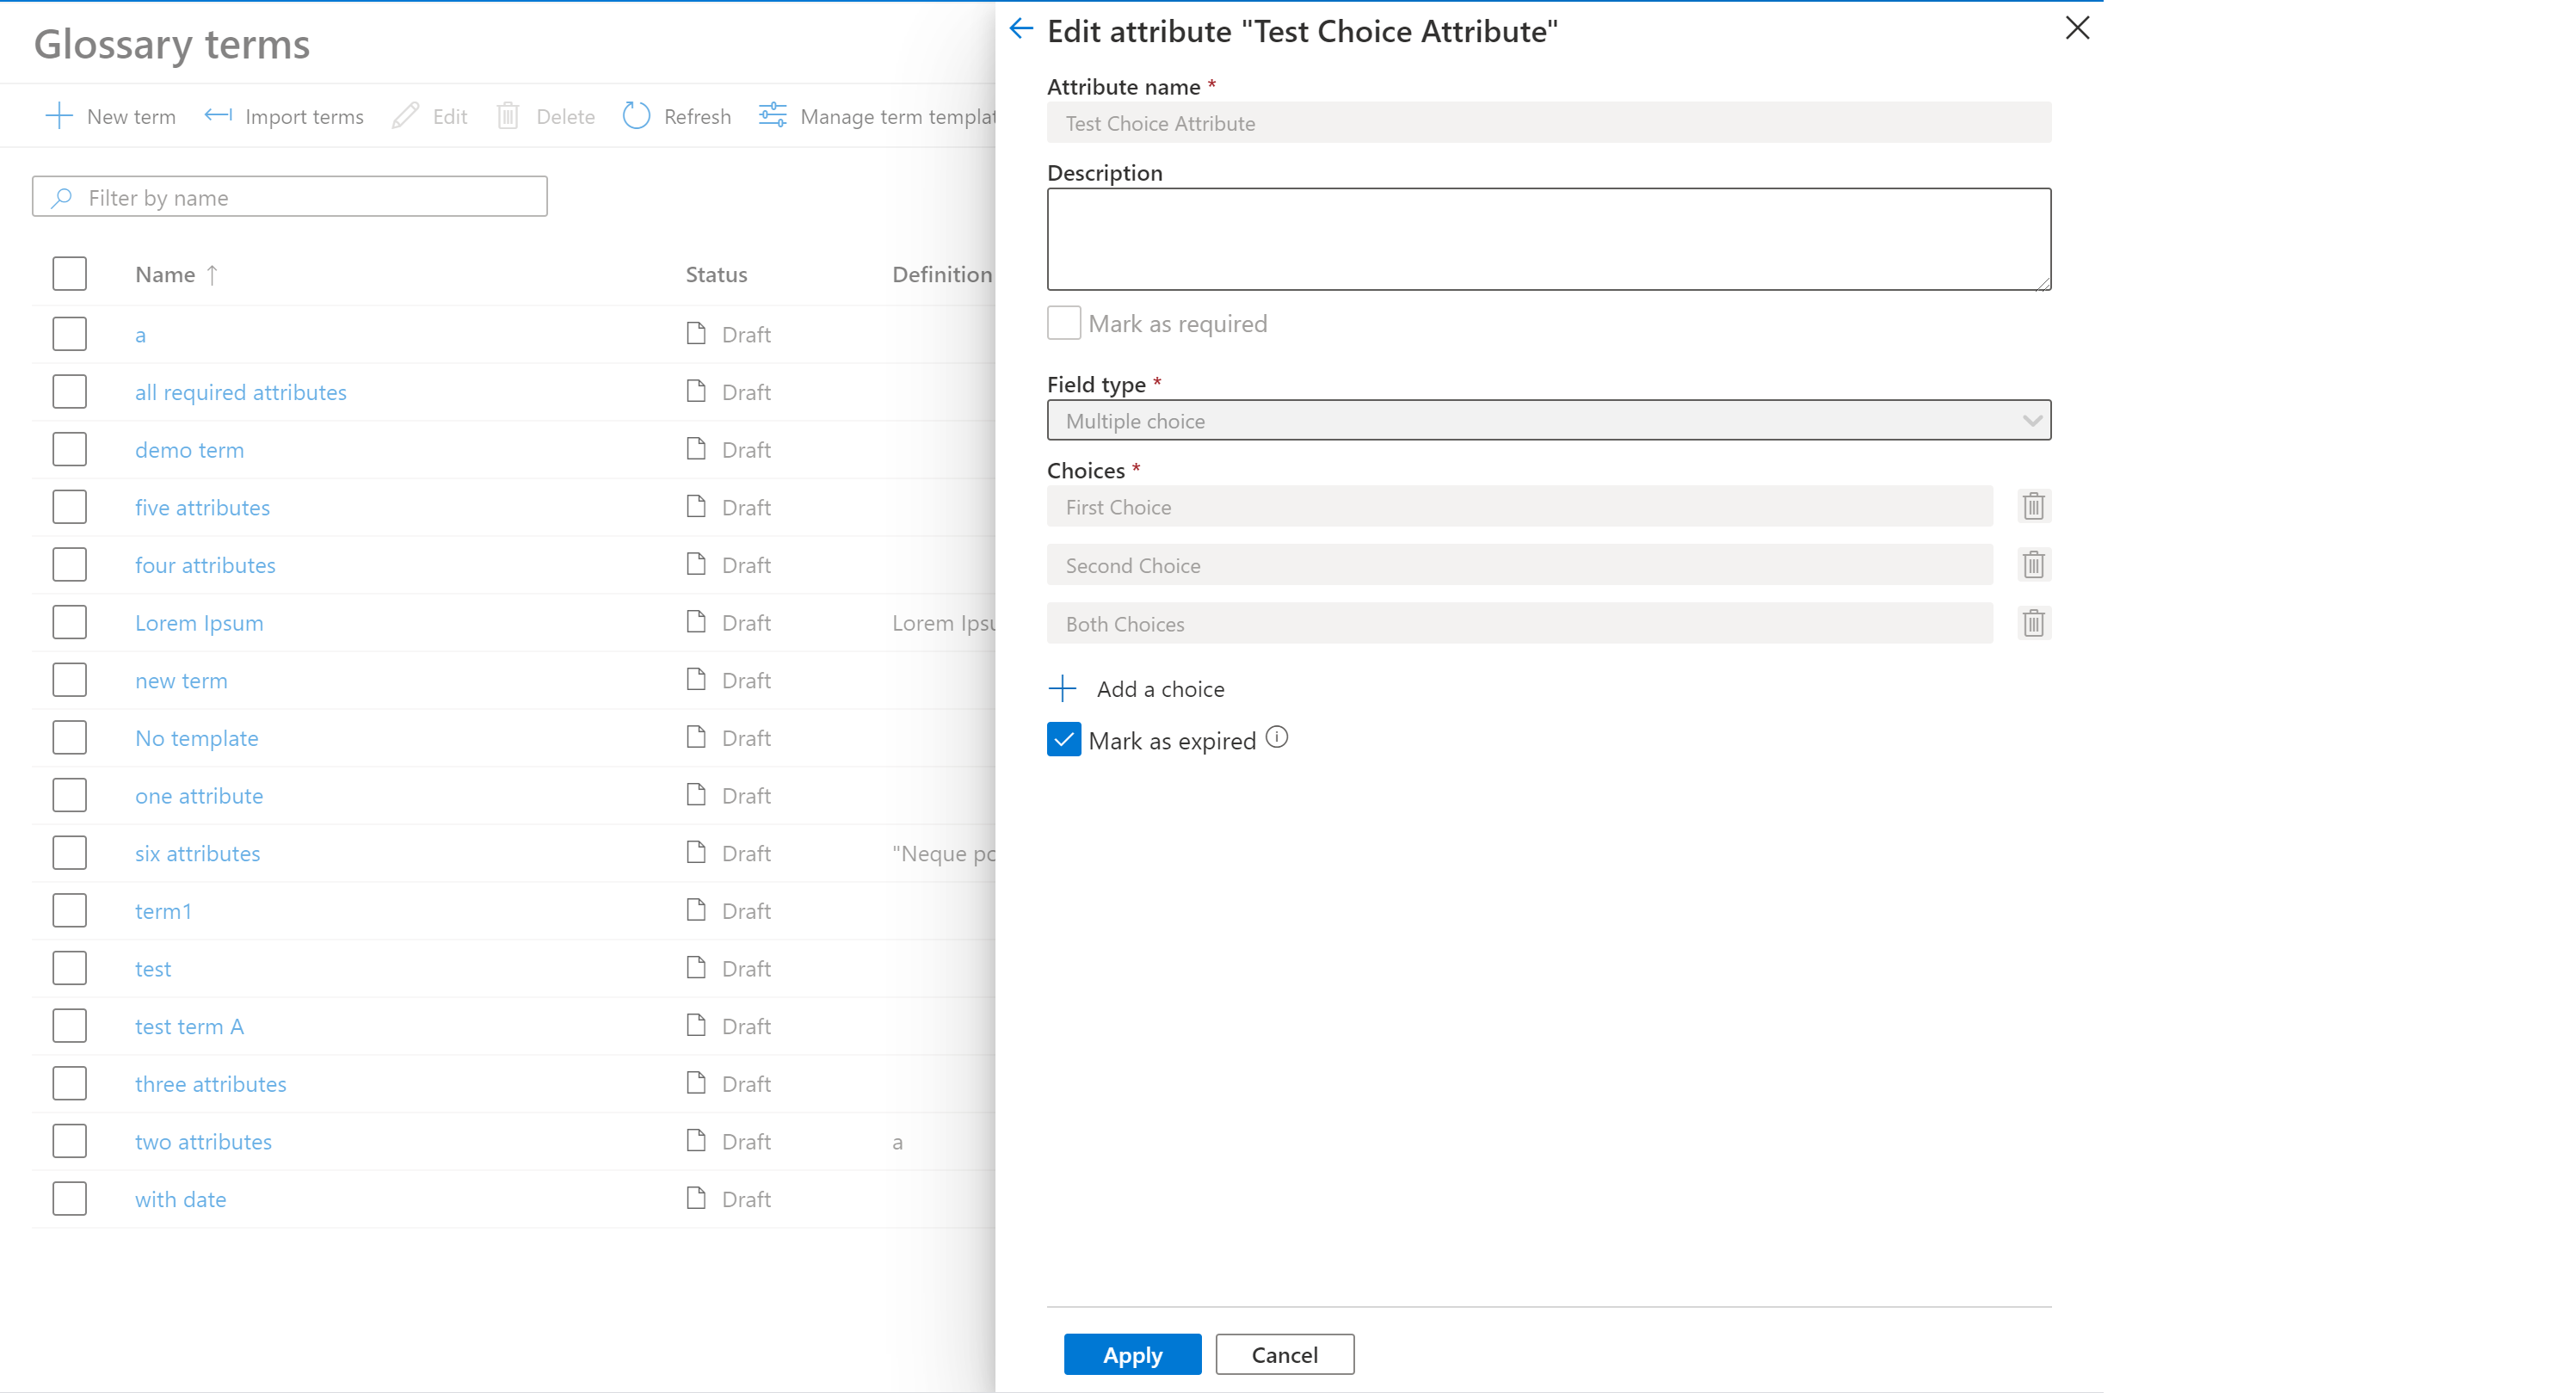 Glossary terms
New term Import terms Edit Delete Refresh Manage term templat
Filter by name
Name Status Definition
a Draft
all required attributes Draft
demo term Draft
five attributes Draft
four attributes Draft
Lorem Ipsum Draft Lorem Ipsu
new term Draft
No template Draft
one attribute Draft
six attributes Draft "Neque po
term1 Draft
test Draft
test term A Draft
three attributes Draft
two attributes Draft a
with date Draft
Edit attribute "Test Choice Attribute"
Attribute name *
Test Choice Attribute
Description
Mark as required
Field type *
Multiple choice
Choices *
First Choice
Second Choice
Both Choices
Add a choice
Mark as expired
Apply Cancel